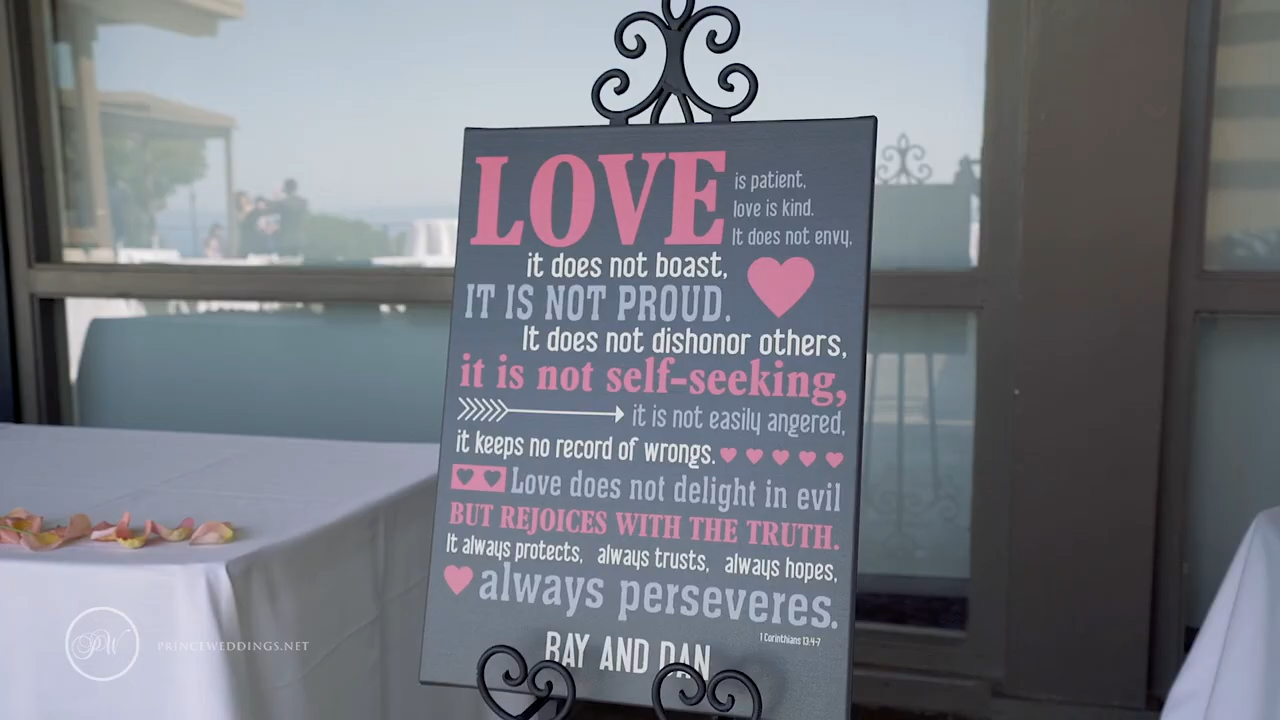 LOVE is patient,
love is kind.
It does not envy,
it does not boast,
IT IS NOT PROUD.
It does not dishonor others,
it is not self-seeking,
it is not easily angered,
it keeps no record of wrongs.
Love does not delight in evil
BUT REJOICES WITH THE TRUTH.
It always protects, always trusts, always hopes,
always perseveres.
1 Corinthians 13:4-7
RAY AND DAN
PW PRINCEWEDDINGS.NET